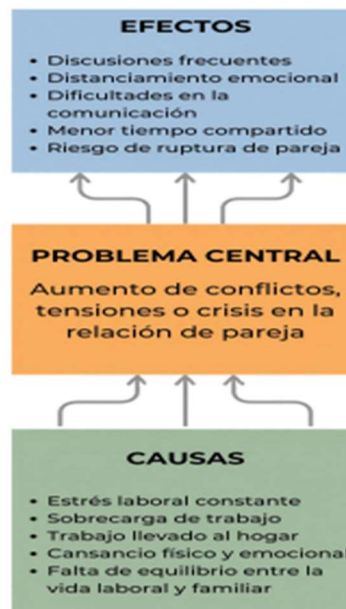 EFECTOS
• Discusiones frecuentes
• Distanciamiento emocional
• Dificultades en la
comunicación
• Menor tiempo compartido
• Riesgo de ruptura de pareja
PROBLEMA CENTRAL
Aumento de conflictos,
tensiones o crisis en la
relación de pareja
CAUSAS
• Estrés laboral constante
• Sobrecarga de trabajo
• Trabajo llevado al hogar
• Cansancio físico y emocional
• Falta de equilibrio entre la
vida laboral y familiar